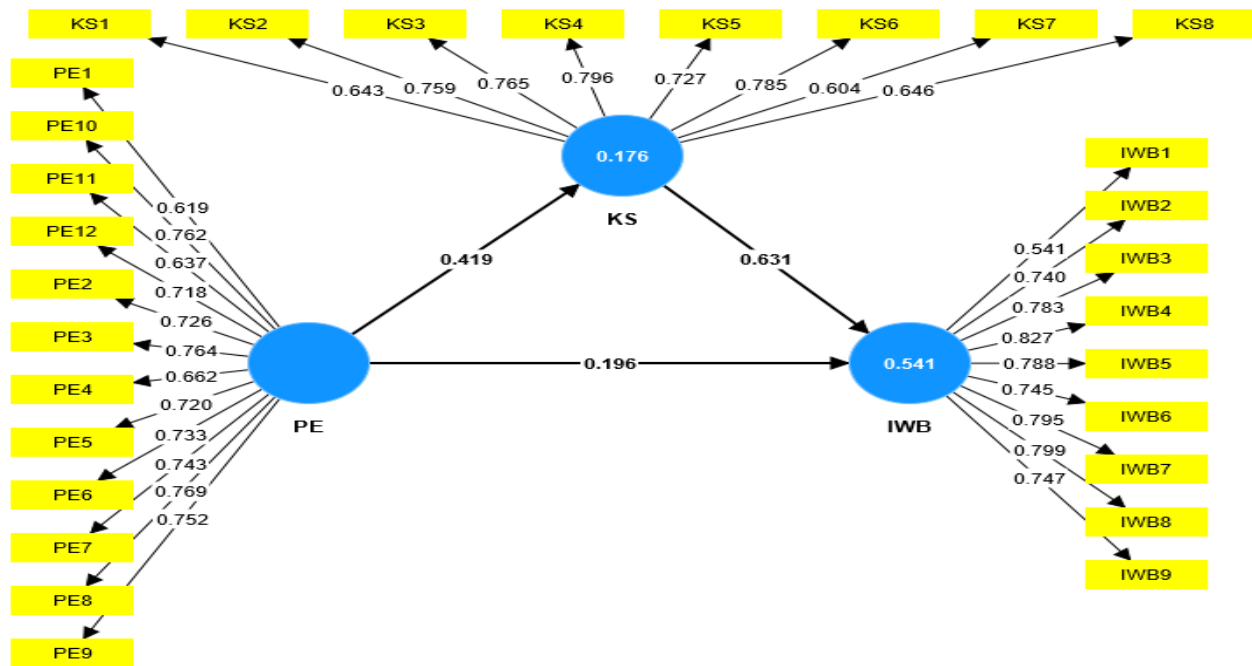 KS1 KS2 KS3 KS4 KS5 KS6 KS7 KS8
0.643 0.759 0.765 0.796 0.727 0.785 0.604 0.646
PE1
PE10
PE11
PE12
PE2
PE3
PE4
PE5
PE6
PE7
PE8
PE9
0.619
0.762
0.637
0.718
0.726
0.764
0.662
0.720
0.733
0.743
0.769
0.752
PE
0.419
0.176
KS
0.631
0.196
0.541
IWB
0.541
0.740
0.783
0.827
0.788
0.745
0.795
0.799
0.747
IWB1
IWB2
IWB3
IWB4
IWB5
IWB6
IWB7
IWB8
IWB9